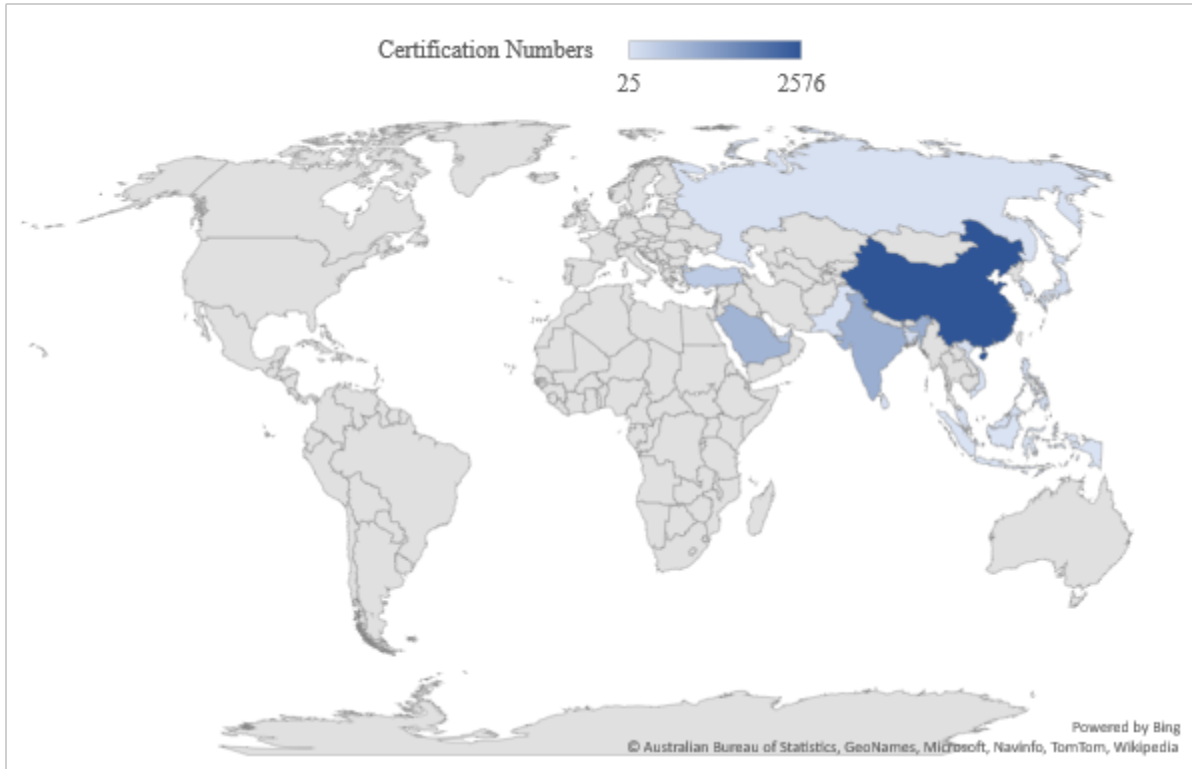 Certification Numbers
25 2576
Powered by Bing
© Australian Bureau of Statistics, GeoNames, Microsoft, Navinfo, TomTom, Wikipedia